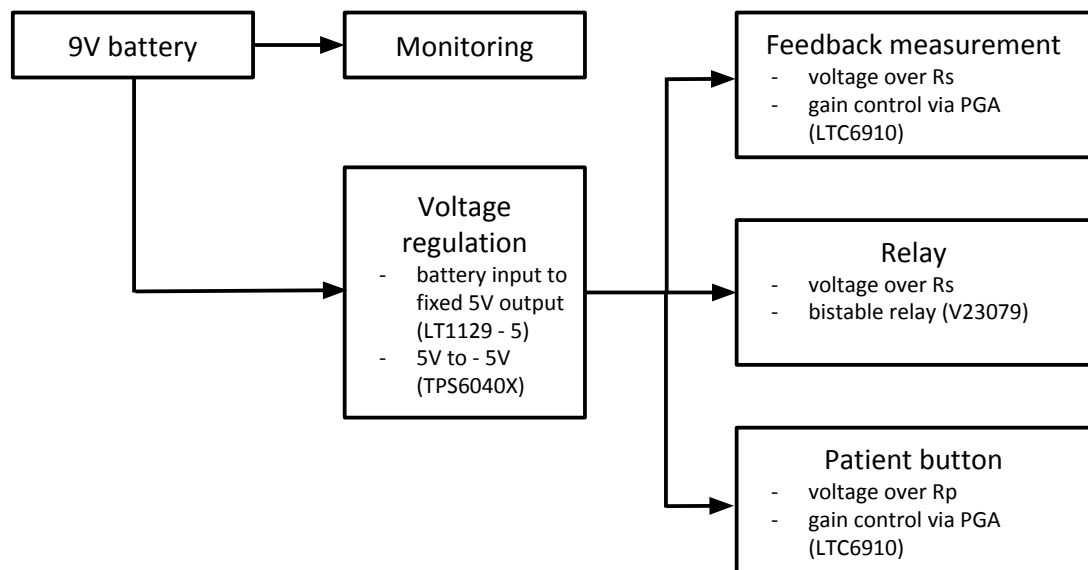 9V battery
Monitoring
Voltage
regulation
- battery input to
fixed 5V output
(LT1129 - 5)
- 5V to - 5V
(TPS6040X)
Feedback measurement
- voltage over Rs
- gain control via PGA
(LTC6910)
Relay
- voltage over Rs
- bistable relay (V23079)
Patient button
- voltage over Rp
- gain control via PGA
(LTC6910)